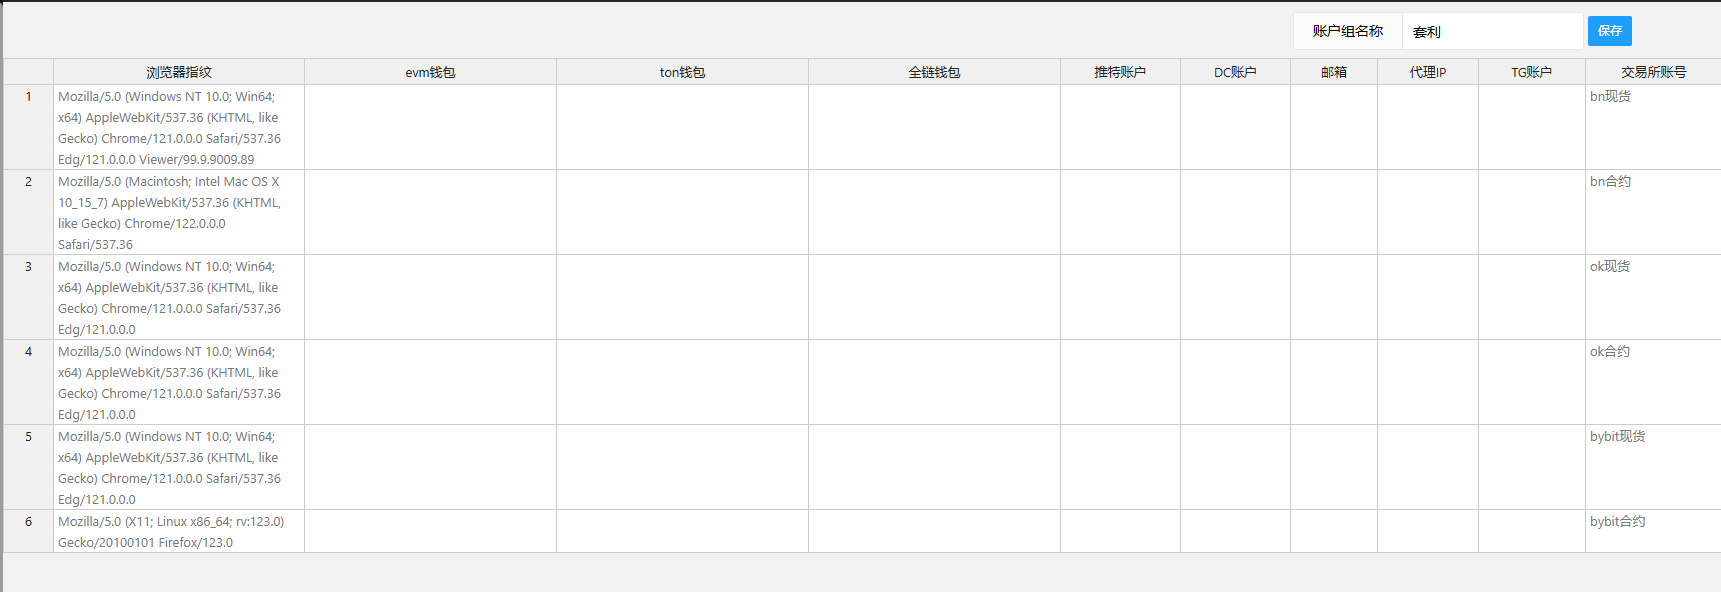 账户组名称 套利 保存
浏览器指纹 evm钱包 ton钱包 全链钱包 推特账户 DC账户 邮箱 代理IP TG账户 交易所账号
1 Mozilla/5.0 (Windows NT 10.0; Win64; bn现货
x64) AppleWebKit/537.36 (KHTML, like
Gecko) Chrome/121.0.0.0 Safari/537.36
Edg/121.0.0.0 Viewer/99.9.9009.89
2 Mozilla/5.0 (Macintosh; Intel Mac OS X bn合约
10_15_7) AppleWebKit/537.36 (KHTML,
like Gecko) Chrome/122.0.0.0
Safari/537.36
3 Mozilla/5.0 (Windows NT 10.0; Win64; ok现货
x64) AppleWebKit/537.36 (KHTML, like
Gecko) Chrome/121.0.0.0 Safari/537.36
Edg/121.0.0.0
4 Mozilla/5.0 (Windows NT 10.0; Win64; ok合约
x64) AppleWebKit/537.36 (KHTML, like
Gecko) Chrome/121.0.0.0 Safari/537.36
Edg/121.0.0.0
5 Mozilla/5.0 (Windows NT 10.0; Win64; bybit现货
x64) AppleWebKit/537.36 (KHTML, like
Gecko) Chrome/121.0.0.0 Safari/537.36
Edg/121.0.0.0
6 Mozilla/5.0 (X11; Linux x86_64; rv:123.0) bybit合约
Gecko/20100101 Firefox/123.0